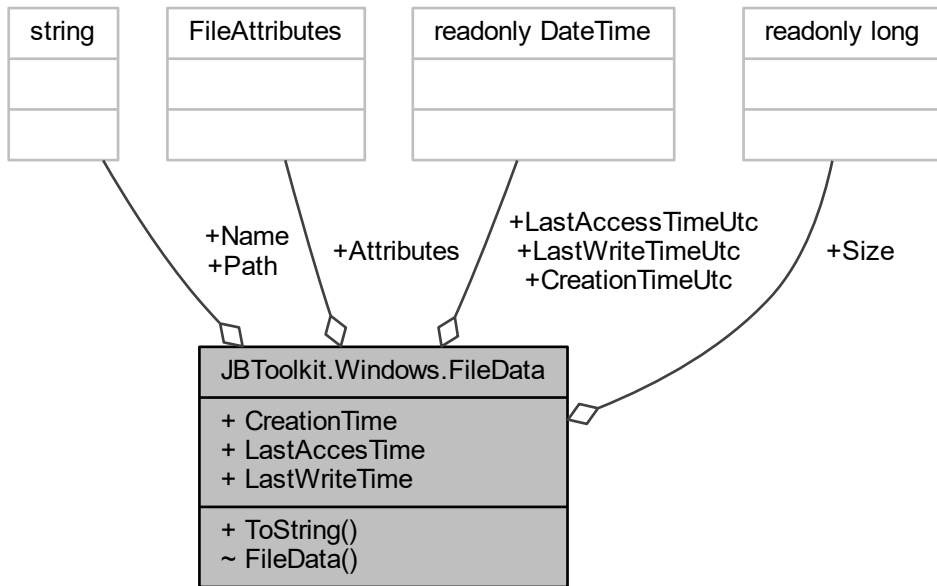 string
FileAttributes
readonly DateTime
readonly long
+Name
+Path
+Attributes
+LastAccessTimeUtc
+LastWriteTimeUtc
+CreationTimeUtc
+Size
JBToolkit.Windows.FileData
+ CreationTime
+ LastAccesTime
+ LastWriteTime
+ ToString()
~ FileData()